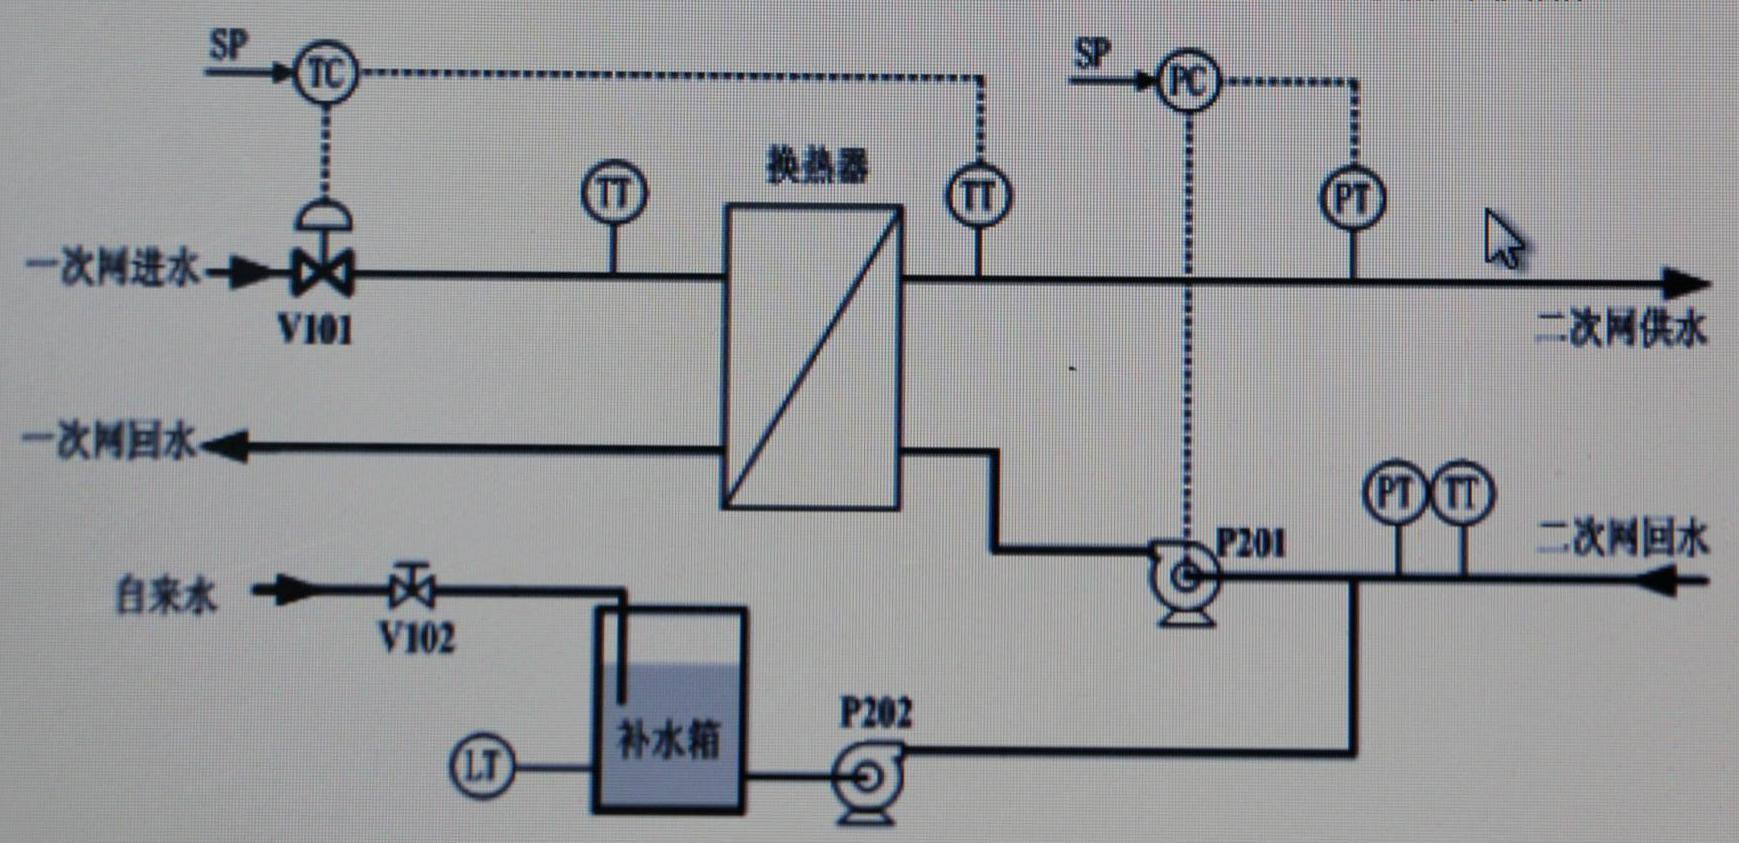 SP
TC
SP
PC
换热器
TT
TT
PT
一次网进水
V101
二次网供水
一次网回水
PT
TT
P201
二次网回水
自来水
V102
P202
补水箱
LT